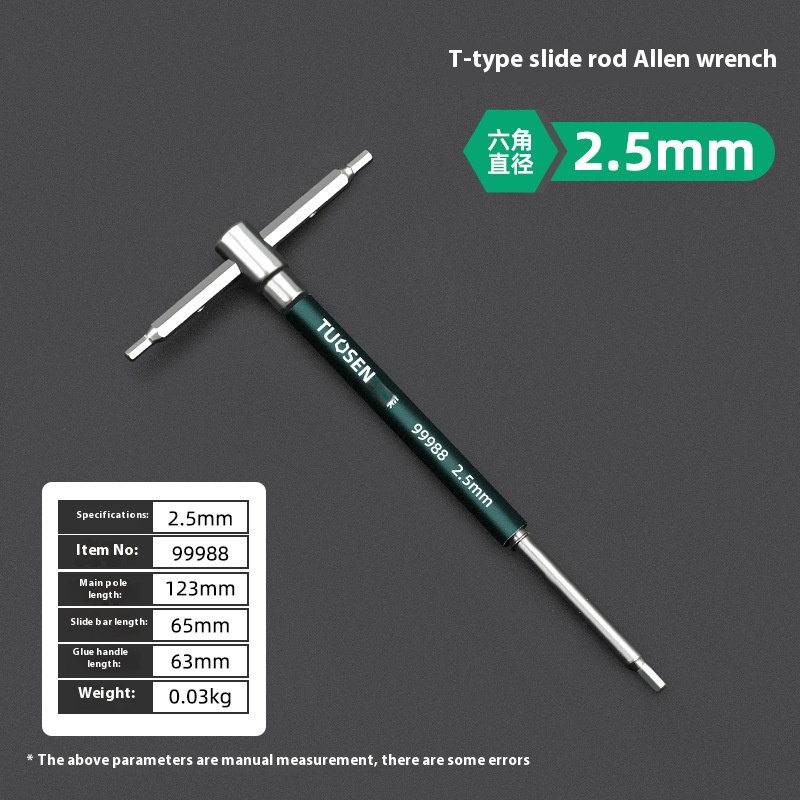 T-type slide rod Allen wrench
六角
直径
2.5mm
TUOSEN
99988 2.5mm
Specifications: 2.5mm
Item No: 99988
Main pole
length: 123mm
Slide bar length: 65mm
Glue handle
length: 63mm
Weight: 0.03kg
* The above parameters are manual measurement, there are some errors